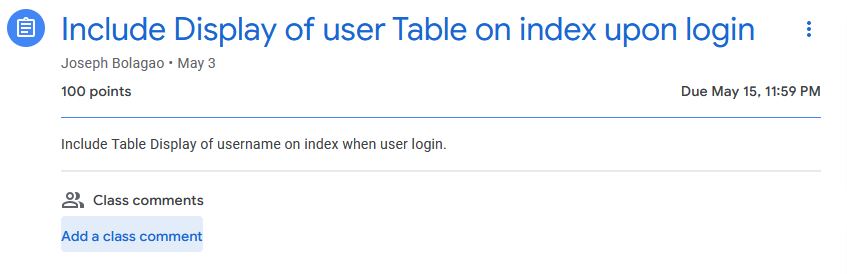 Include Display of user Table on index upon login
Joseph Bolagao • May 3
100 points
Due May 15, 11:59 PM
Include Table Display of username on index when user login.
Class comments
Add a class comment